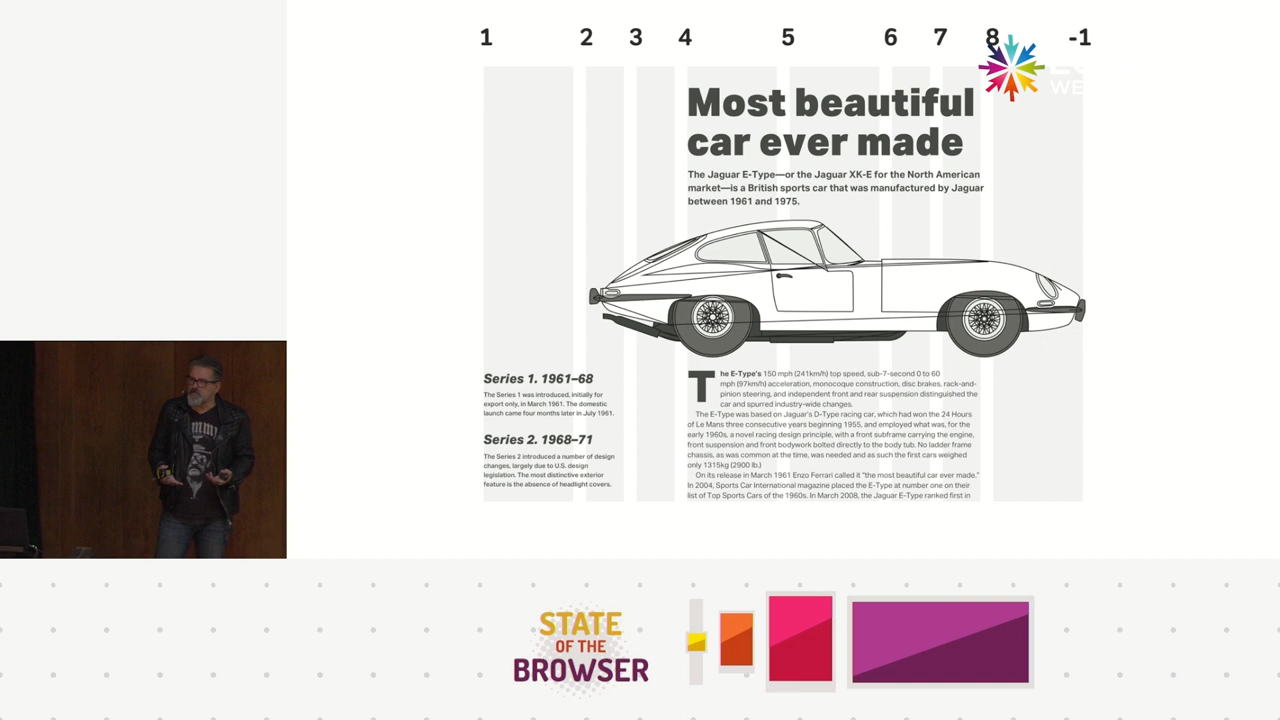 1 2 3 4 5 6 7 8 -1
WE
Most beautiful
car ever made
The Jaguar E-Type—or the Jaguar XK-E for the North American
market—is a British sports car that was manufactured by Jaguar
between 1961 and 1975.
Series 1. 1961–68
The Series 1 was introduced, initially for
export only, in March 1961. The domestic
launch came four months later in July 1961.
Series 2. 1968–71
The Series 2 introduced a number of design
changes, largely due to U.S. design
legislation. The most distinctive exterior
feature is the absence of headlight covers.
The E-Type's 150 mph (241km/h) top speed, sub-7-second 0 to 60
mph (97km/h) acceleration, monocoque construction, disc brakes, rack-and-
pinion steering, and independent front and rear suspension distinguished the
car and spurred industry-wide changes.
The E-Type was based on Jaguar's D-Type racing car, which had won the 24 Hours
of Le Mans three consecutive years beginning 1955, and employed what was, for the
early 1960s, a novel racing design principle, with a front subframe carrying the engine,
front suspension and front bodywork bolted directly to the body tub. No ladder frame
chassis, as was common at the time, was needed and as such the first cars weighed
only 1315kg (2900 lb.)
On its release in March 1961 Enzo Ferrari called it "the most beautiful car ever made."
In 2004, Sports Car International magazine placed the E-Type at number one on their
list of Top Sports Cars of the 1960s. In March 2008, the Jaguar E-Type ranked first in
STATE
OF THE
BROWSER